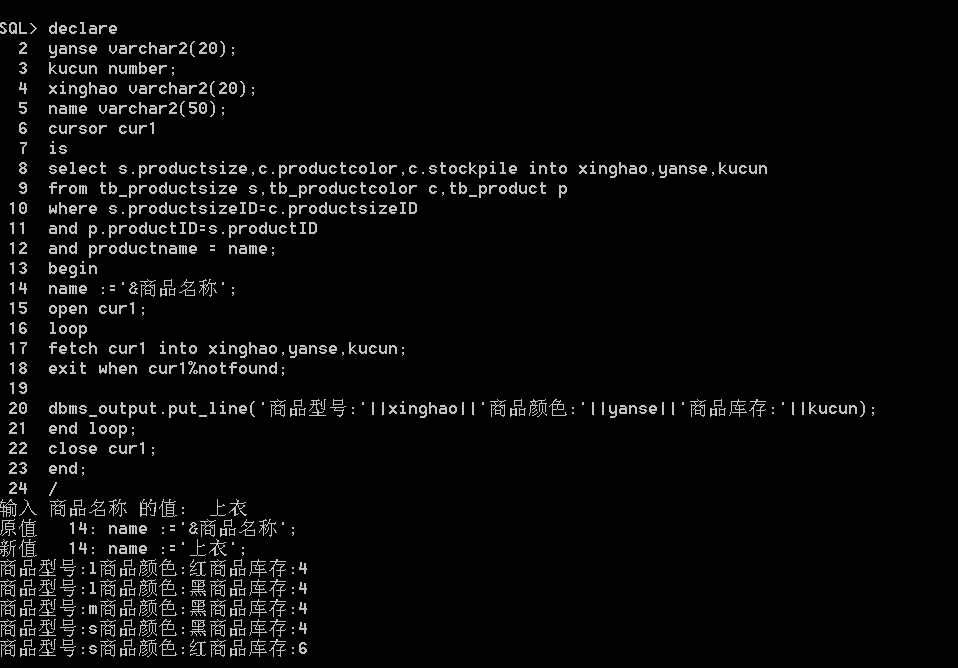 SQL> declare
2 yanse varchar2(20);
3 kucun number;
4 xinghao varchar2(20);
5 name varchar2(50);
6 cursor cur1
7 is
8 select s.productsize,c.productcolor,c.stockpile into xinghao,yanse,kucun
9 from tb_productsize s,tb_productcolor c,tb_product p
10 where s.productsizeID=c.productsizeID
11 and p.productID=s.productID
12 and productname = name;
13 begin
14 name :='&商品名称';
15 open cur1;
16 loop
17 fetch cur1 into xinghao,yanse,kucun;
18 exit when cur1%notfound;
19
20 dbms_output.put_line('商品型号:'||xinghao||'商品颜色:'||yanse||'商品库存:'||kucun);
21 end loop;
22 close cur1;
23 end;
24 /
输入 商品名称 的值: 上衣
原值 14: name :='&商品名称';
新值 14: name :='上衣';
商品型号:l商品颜色:红商品库存:4
商品型号:l商品颜色:黑商品库存:4
商品型号:m商品颜色:黑商品库存:4
商品型号:s商品颜色:黑商品库存:4
商品型号:s商品颜色:红商品库存:6